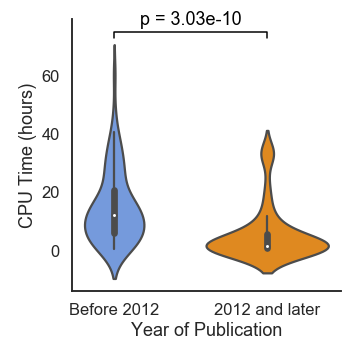 p = 3.03e-10
CPU Time (hours)
60
40
20
0
Before 2012
2012 and later
Year of Publication